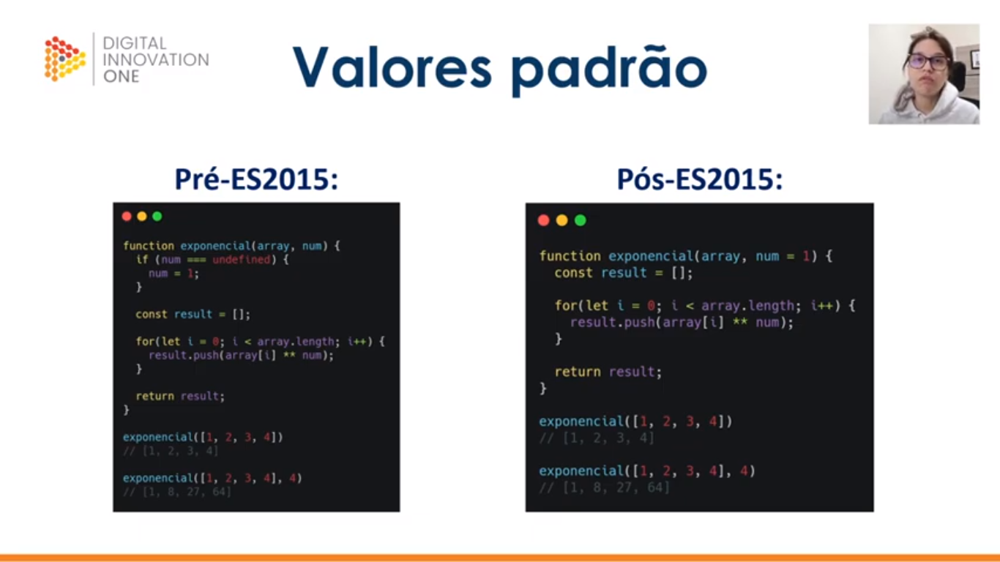 DIGITAL
INNOVATION
ONE
Valores padrão
Pré-ES2015:
function exponencial(array, num) {
  if (num === undefined) {
    num = 1;
  }

  const result = [];

  for(let i = 0; i < array.length; i++) {
    result.push(array[i] ** num);
  }

  return result;
}

exponencial([1, 2, 3, 4])
// [1, 2, 3, 4]

exponencial([1, 2, 3, 4], 4)
// [1, 8, 27, 64]
Pós-ES2015:
function exponencial(array, num = 1) {
  const result = [];

  for(let i = 0; i < array.length; i++) {
    result.push(array[i] ** num);
  }

  return result;
}

exponencial([1, 2, 3, 4])
// [1, 2, 3, 4]

exponencial([1, 2, 3, 4], 4)
// [1, 8, 27, 64]